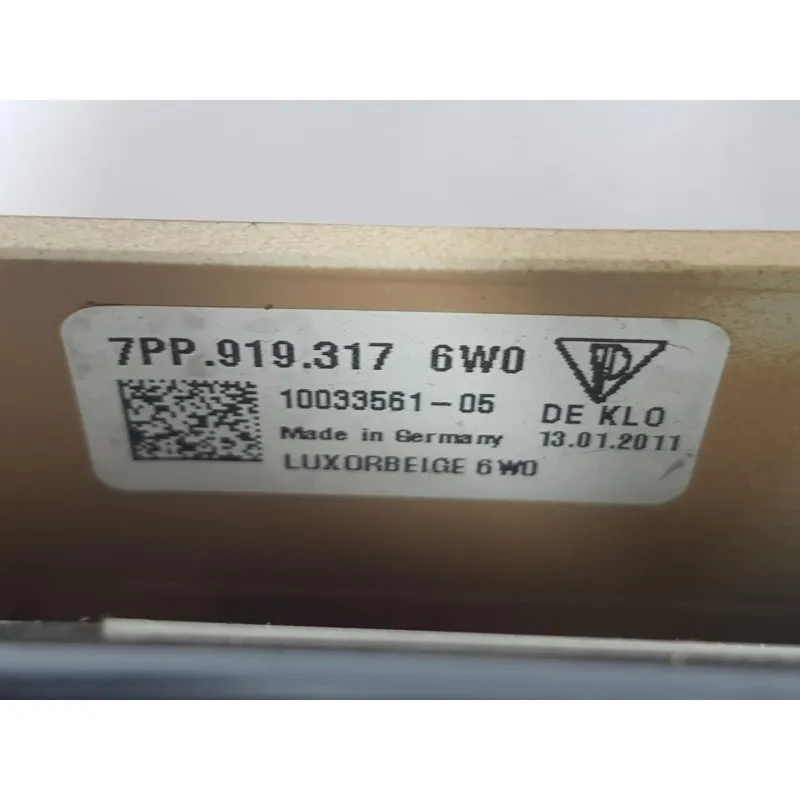 7PP.919.317 6W0
10033561-05
DE KLO
Made in Germany
13.01.2011
LUXORBEIGE 6W0